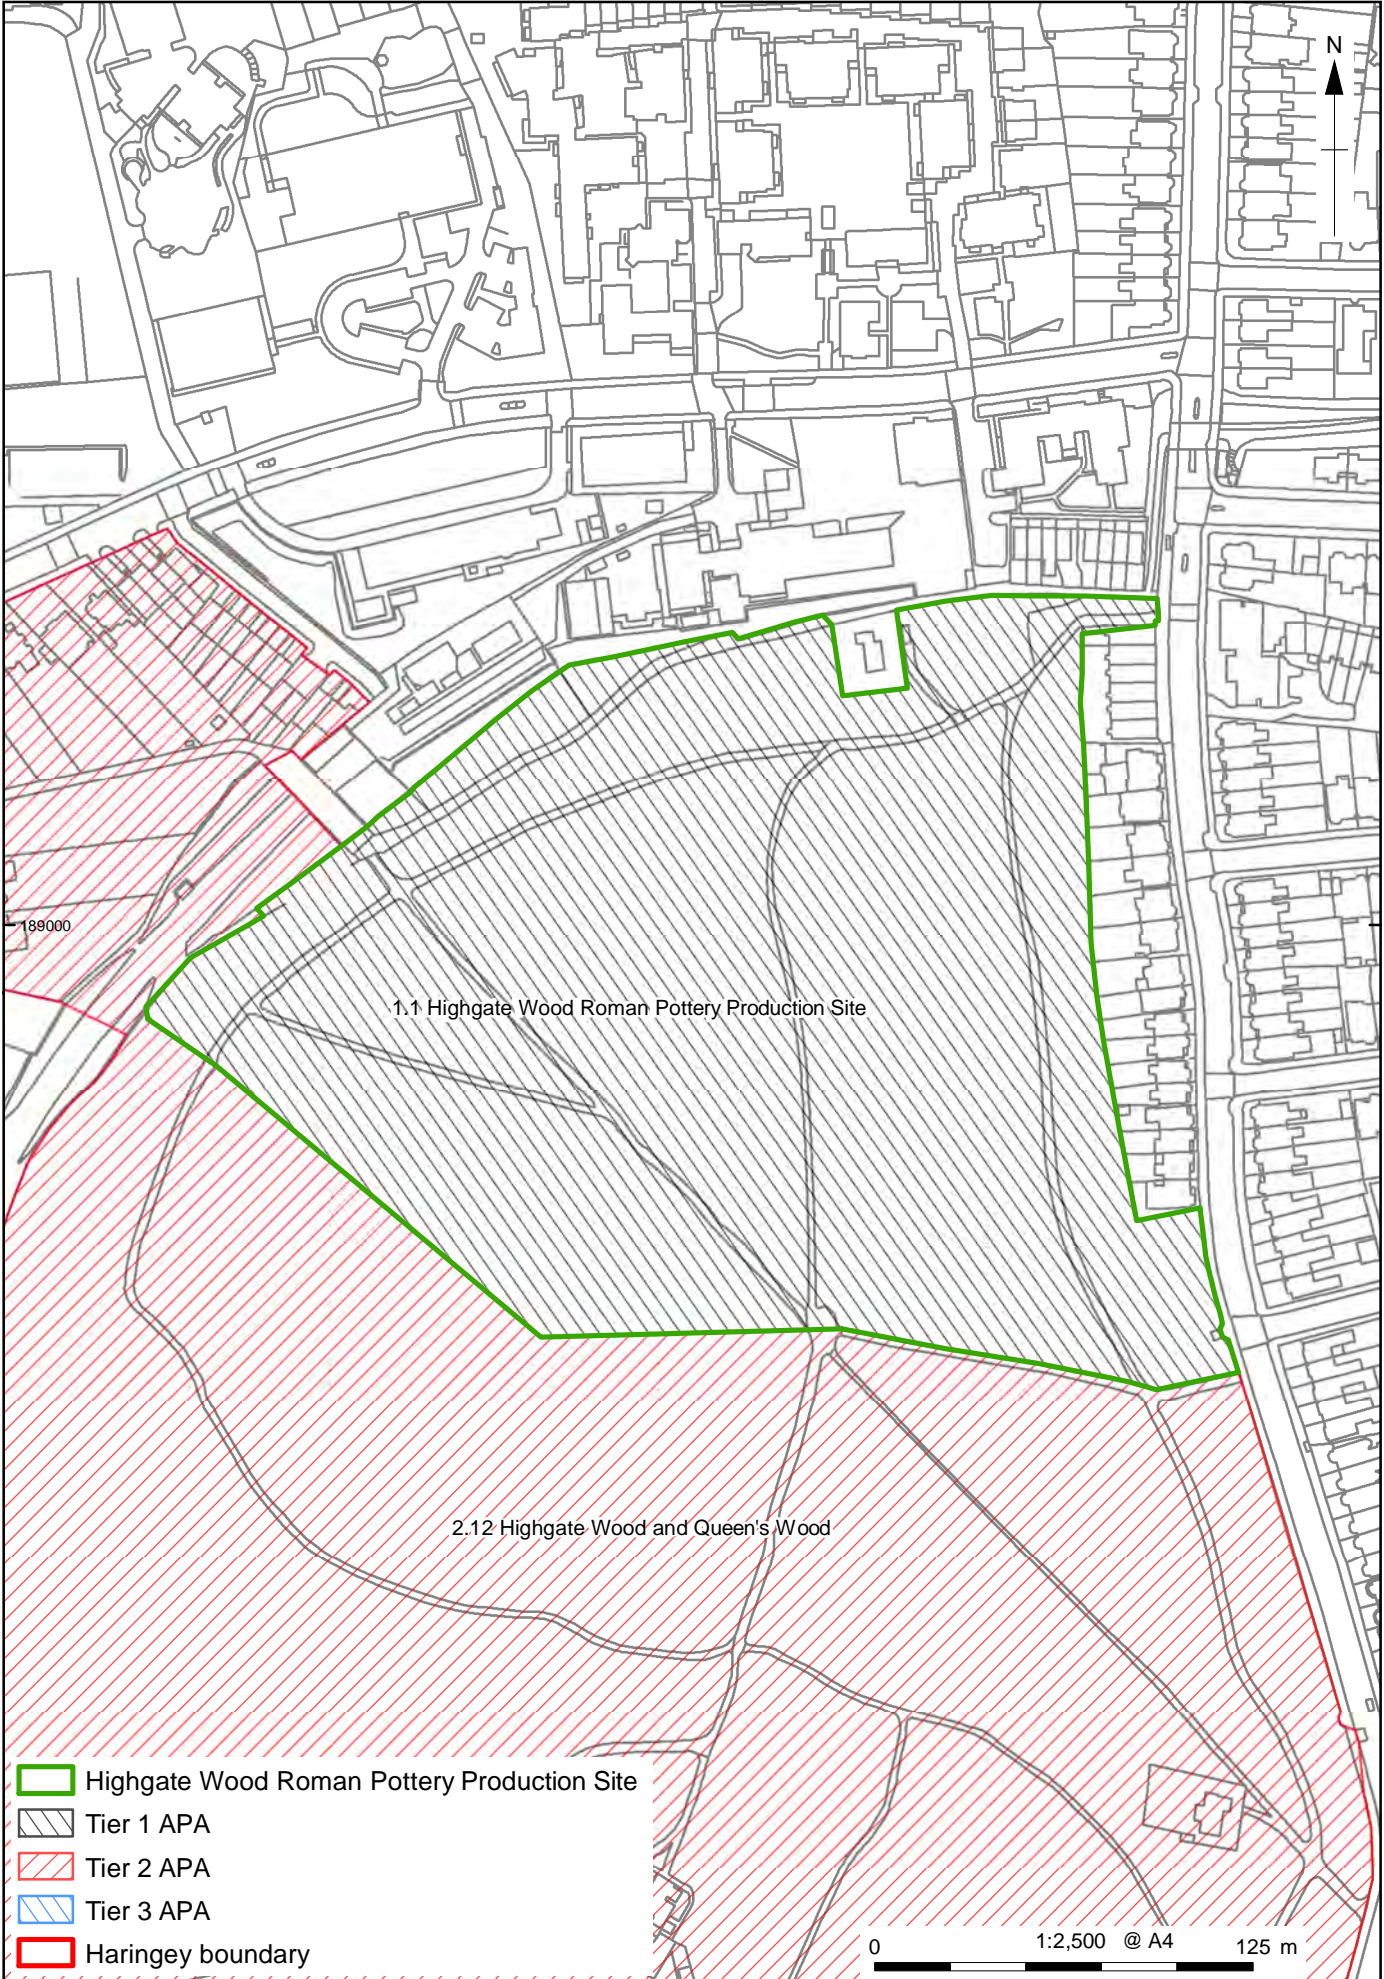 N
189000
1.1 Highgate Wood Roman Pottery Production Site
2.12 Highgate Wood and Queen's Wood
Highgate Wood Roman Pottery Production Site
Tier 1 APA
Tier 2 APA
Tier 3 APA
Haringey boundary
0 1:2,500 @ A4 125 m